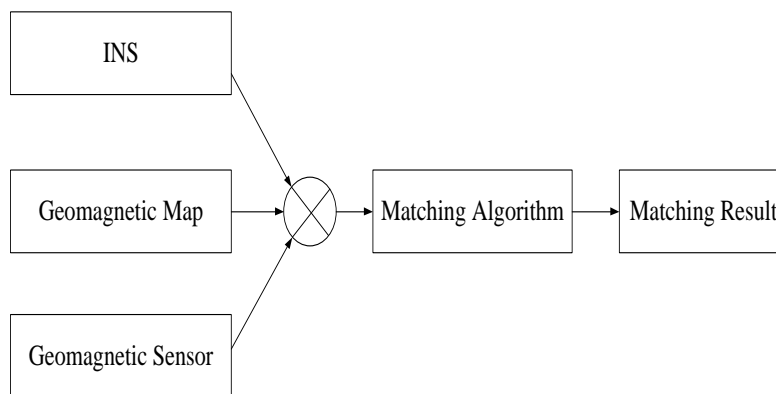 INS
Geomagnetic Map
Matching Algorithm
Matching Result
Geomagnetic Sensor